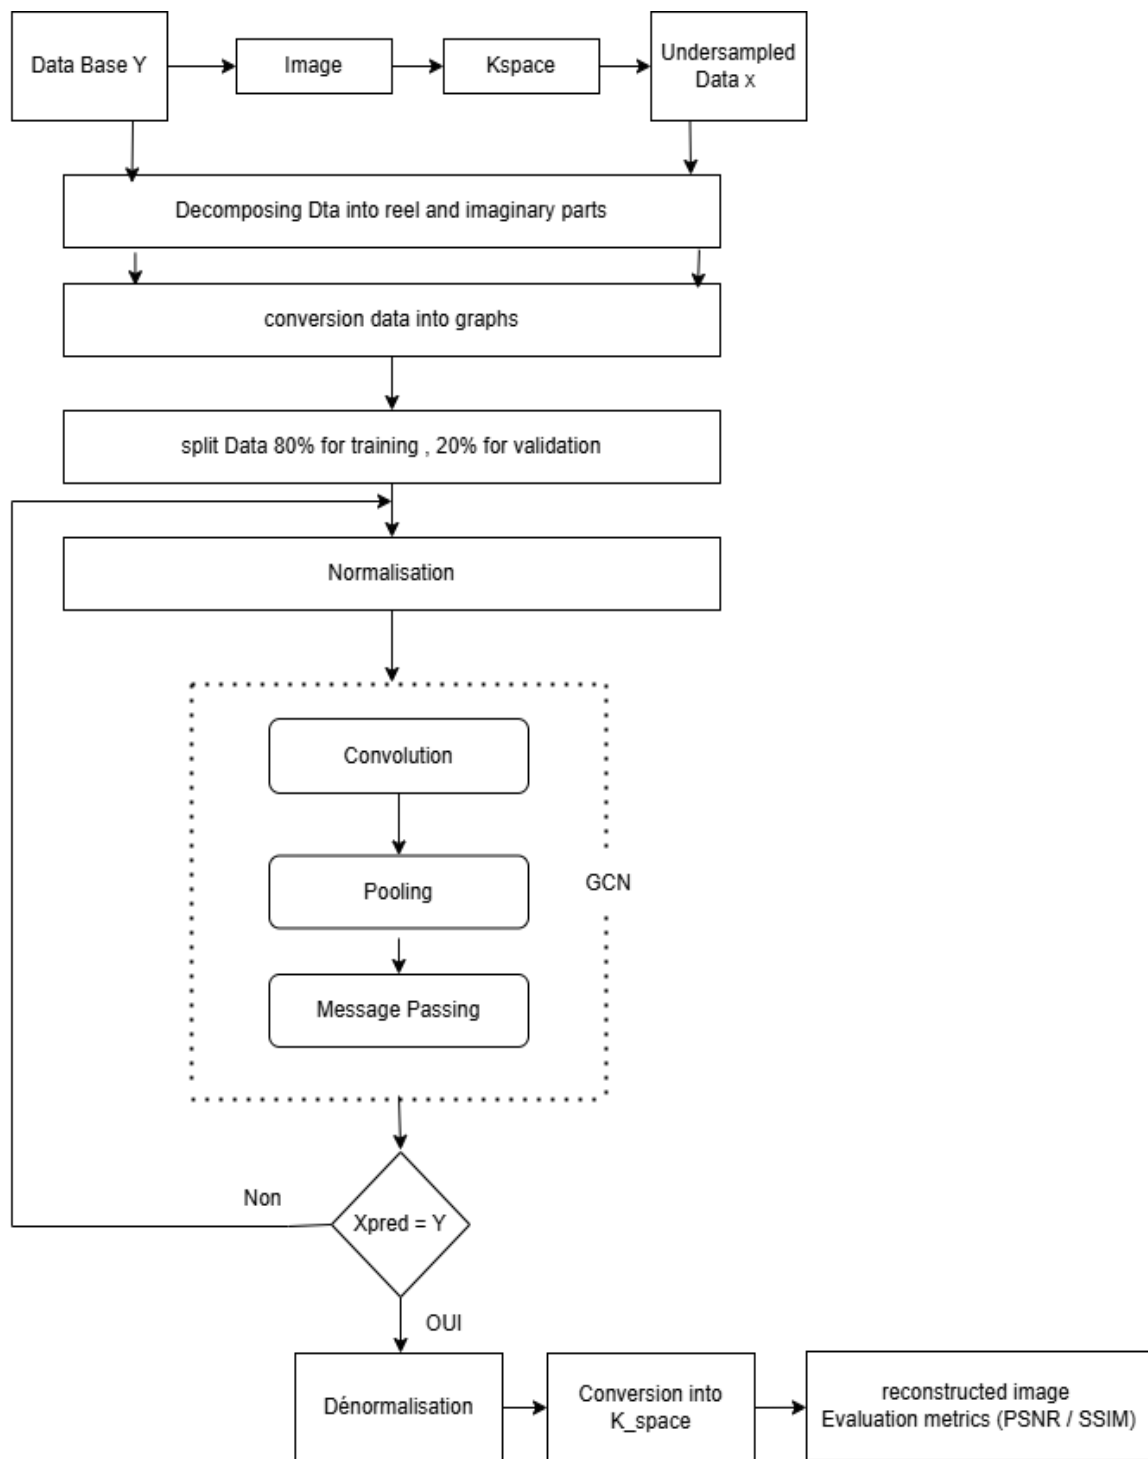 Data Base Y
Image
Kspace
Undersampled
Data x
Decomposing Dta into reel and imaginary parts
conversion data into graphs
split Data 80% for training , 20% for validation
Normalisation
Convolution
Pooling
GCN
Message Passing
Non
Xpred = Y
OUI
Dénormalisation
Conversion into
K_space
reconstructed image
Evaluation metrics (PSNR / SSIM)